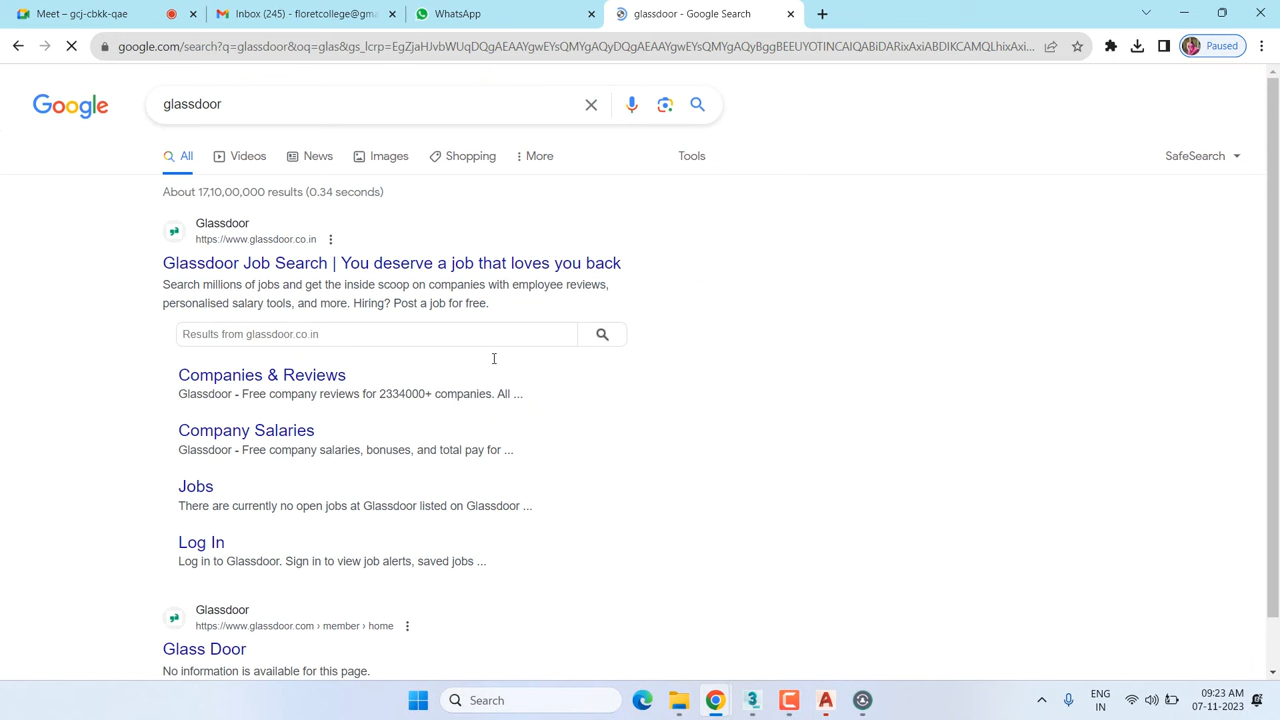 Meet – gcj-cbkk-qae
Inbox (245) - floretcollege@gma
WhatsApp
glassdoor - Google Search
google.com/search?q=glassdoor&oq=glas&gs_lcrp=EgZjaHJvbWUqDQgAEAAYgwEYsQMYgAQyDQgAEAAYgwEYsQMYgAQyBggBEEUYOTINCAIQABiDARixAxiABDIKCAMQLhixAxi...
Paused
Google
glassdoor
All
Videos
News
Images
Shopping
More
Tools
SafeSearch
About 17,10,00,000 results (0.34 seconds)
Glassdoor
https://www.glassdoor.co.in
Glassdoor Job Search | You deserve a job that loves you back
Search millions of jobs and get the inside scoop on companies with employee reviews,
personalised salary tools, and more. Hiring? Post a job for free.
Results from glassdoor.co.in
Companies & Reviews
Glassdoor - Free company reviews for 2334000+ companies. All ...
Company Salaries
Glassdoor - Free company salaries, bonuses, and total pay for ...
Jobs
There are currently no open jobs at Glassdoor listed on Glassdoor ...
Log In
Log in to Glassdoor. Sign in to view job alerts, saved jobs ...
Glassdoor
https://www.glassdoor.com › member › home
Glass Door
No information is available for this page.
Search
ENG
IN
09:23 AM
07-11-2023